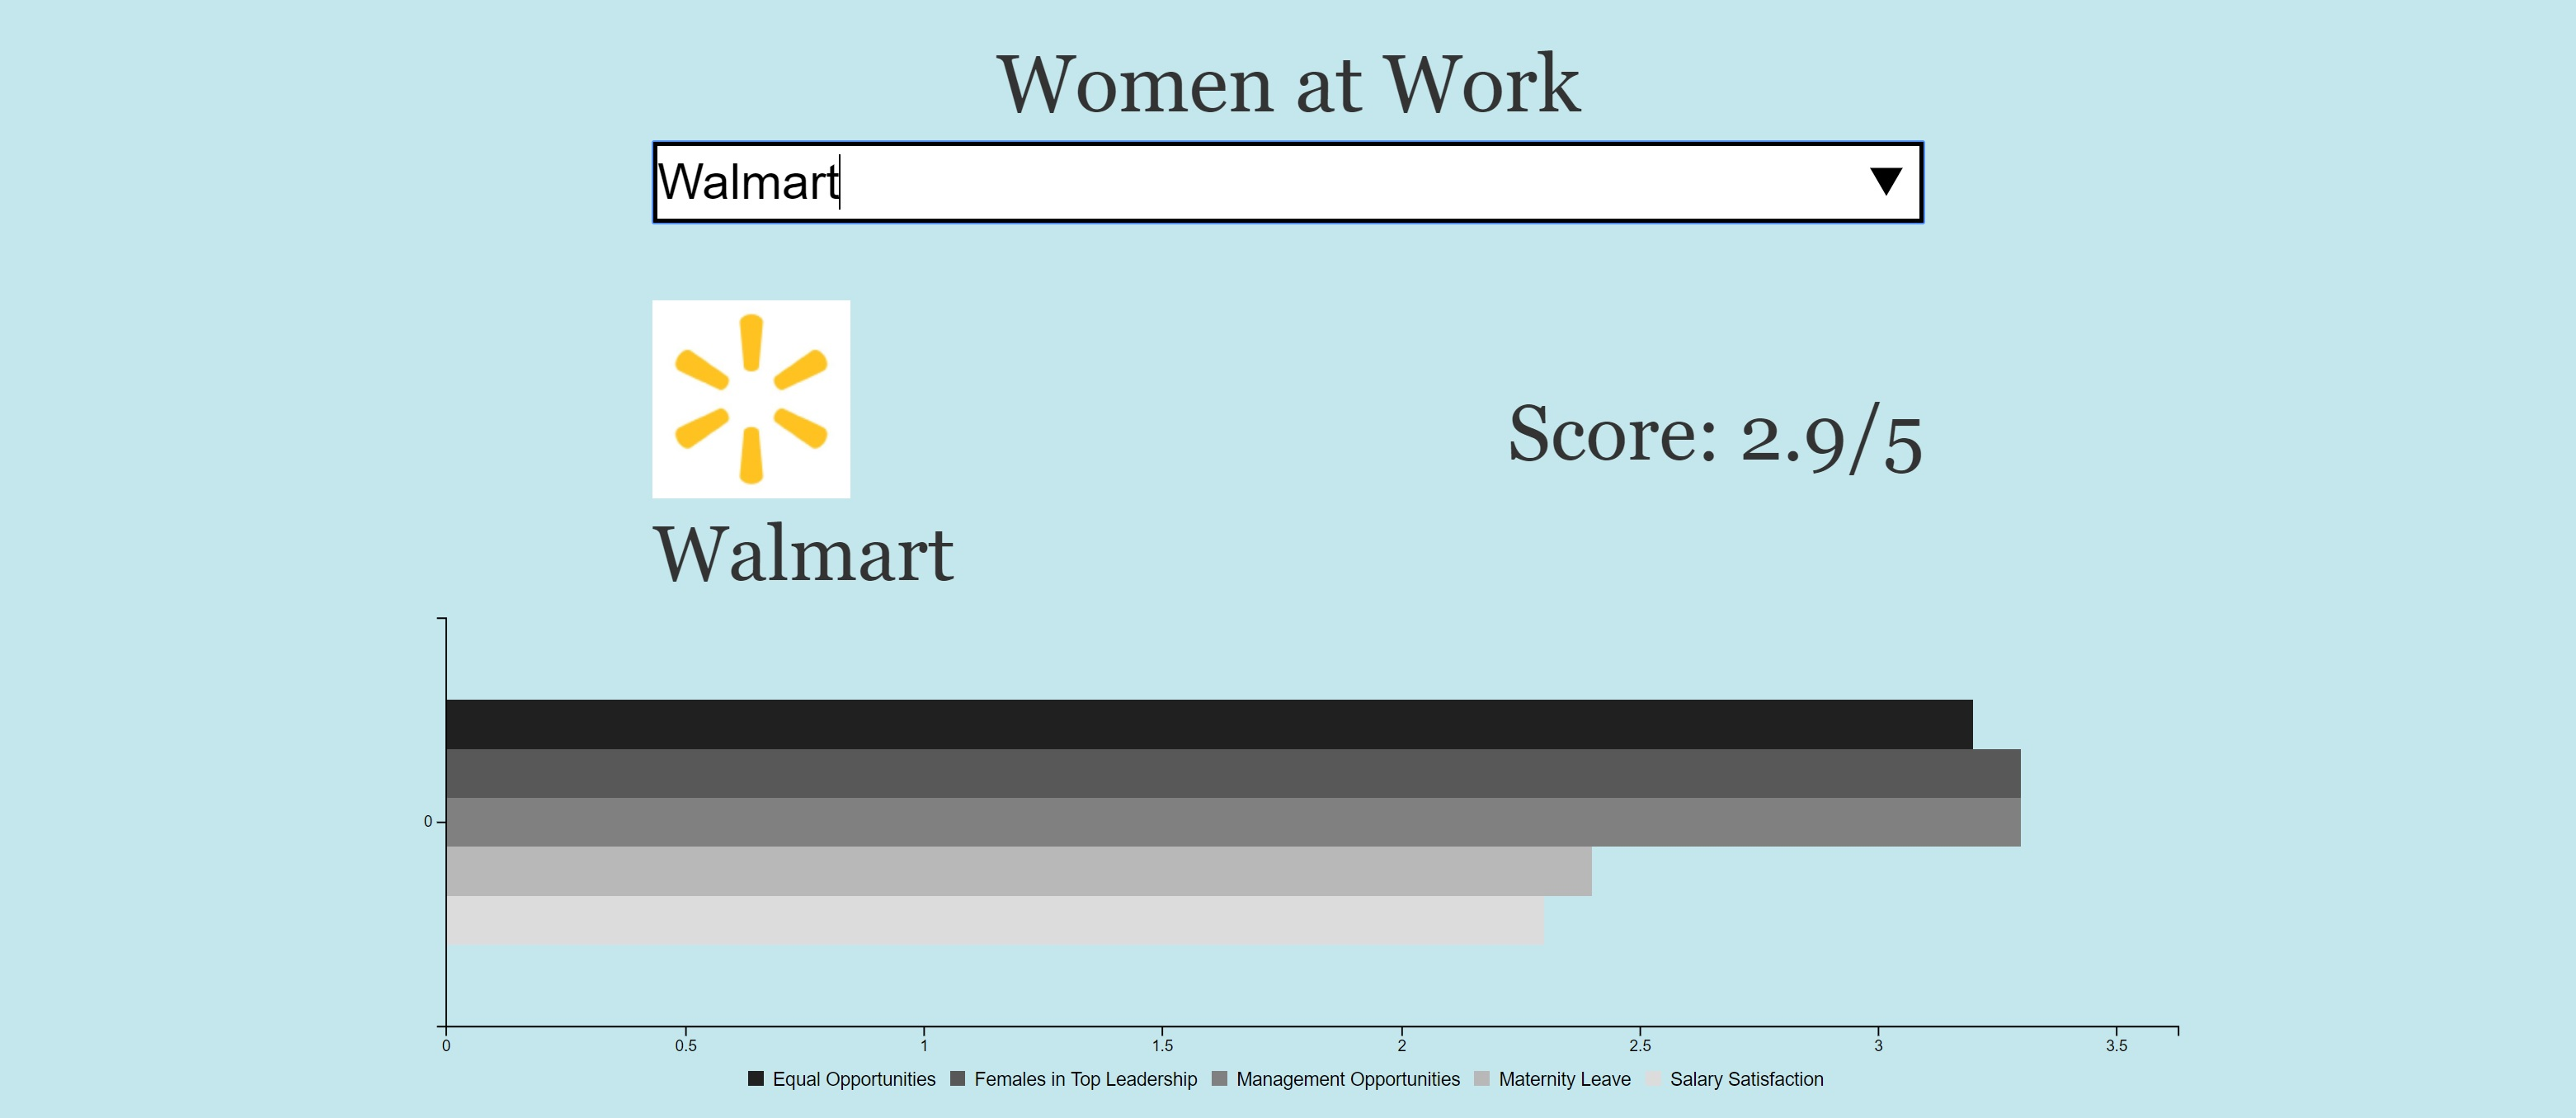 Women at Work
Walmart
Score: 2.9/5
Walmart
0
0 0.5 1 1.5 2 2.5 3 3.5
Equal Opportunities Females in Top Leadership Management Opportunities Maternity Leave Salary Satisfaction